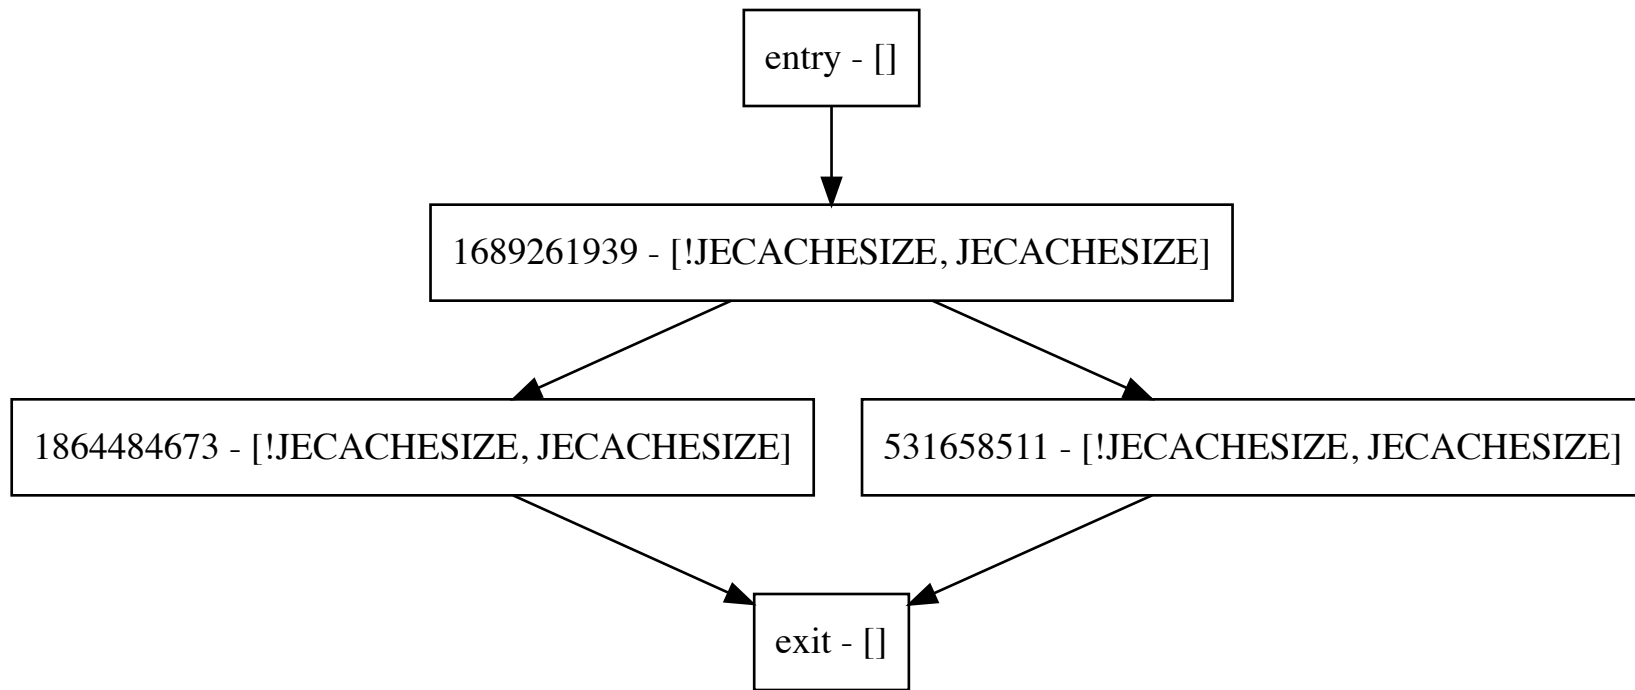 entry - []
1689261939 - [!JECACHESIZE, JECACHESIZE]
1864484673 - [!JECACHESIZE, JECACHESIZE]
531658511 - [!JECACHESIZE, JECACHESIZE]
exit - []